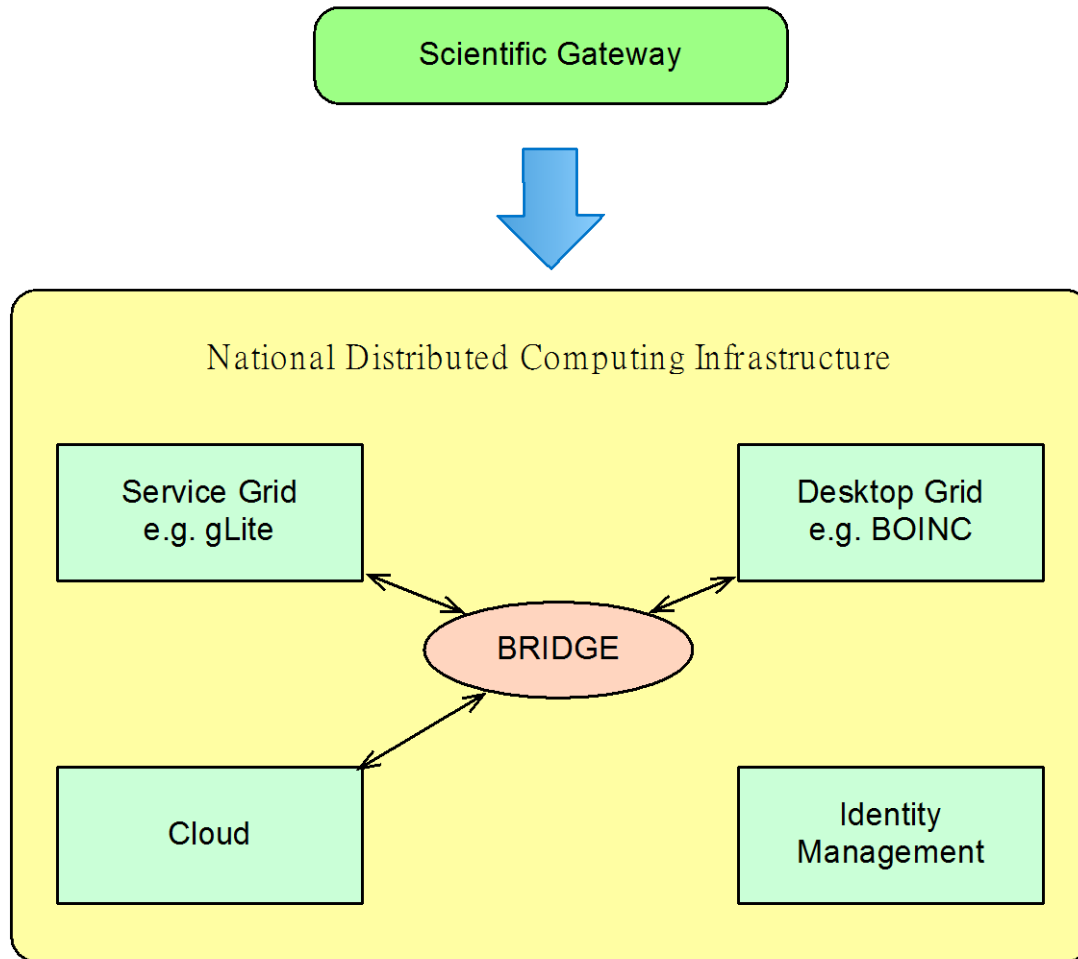 Scientific Gateway
National Distributed Computing Infrastructure
Service Grid
e.g. gLite
Desktop Grid
e.g. BOINC
BRIDGE
Cloud
Identity
Management